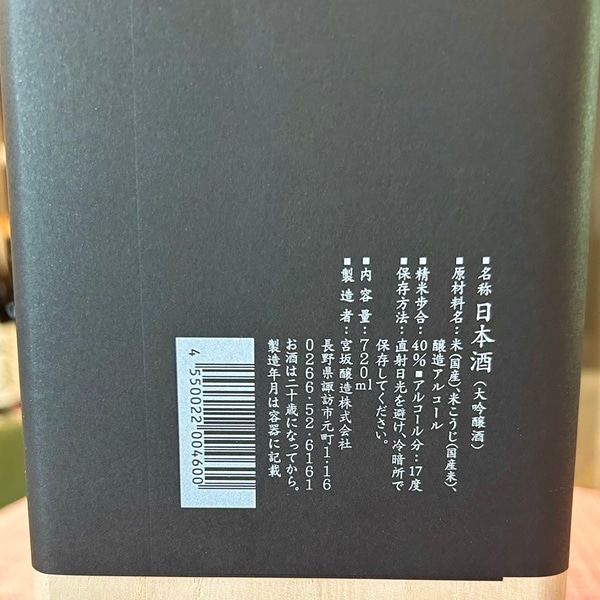 ■名称 日本酒(大吟醸酒)
■原材料名:米(国産)、米こうじ(国産米)、
醸造アルコール
■精米歩合:40%■アルコール分:17度
■保存方法:直射日光を避け、冷暗所で
保存してください。
■内容量:720ml
■製造者:宮坂醸造株式会社
長野県諏訪市元町1-16
0266.52.6161
お酒は二十歳になってから。
製造年月は容器に記載
4 550022 004600